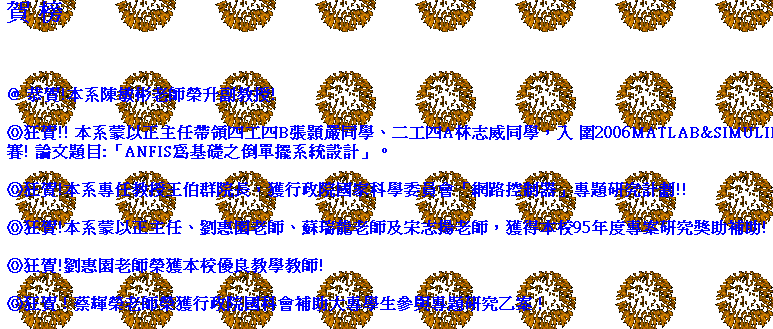 賀 榜
@ 恭賀!本系陳敏彰老師榮升副教授!
◎狂賀!! 本系蒙以正主任帶領四工四B張顥嚴同學、二工四A林志威同學，入 圍2006MATLAB&SIMULI
賽! 論文題目:「ANFIS為基礎之倒單擺系統設計」。
◎狂賀!本系專任教授王伯群院長，獲行政院國家科學委員會「網路控制器」專題研究計劃!!
◎狂賀!本系蒙以正主任、劉惠園老師、蘇瑞龍老師及宋志揚老師，獲得本校95年度專案研究獎助補助!
◎狂賀!劉惠園老師榮獲本校優良教學教師!
◎狂賀！蔡輝榮老師榮獲行政院國科會補助大專學生參與專題研究乙案！